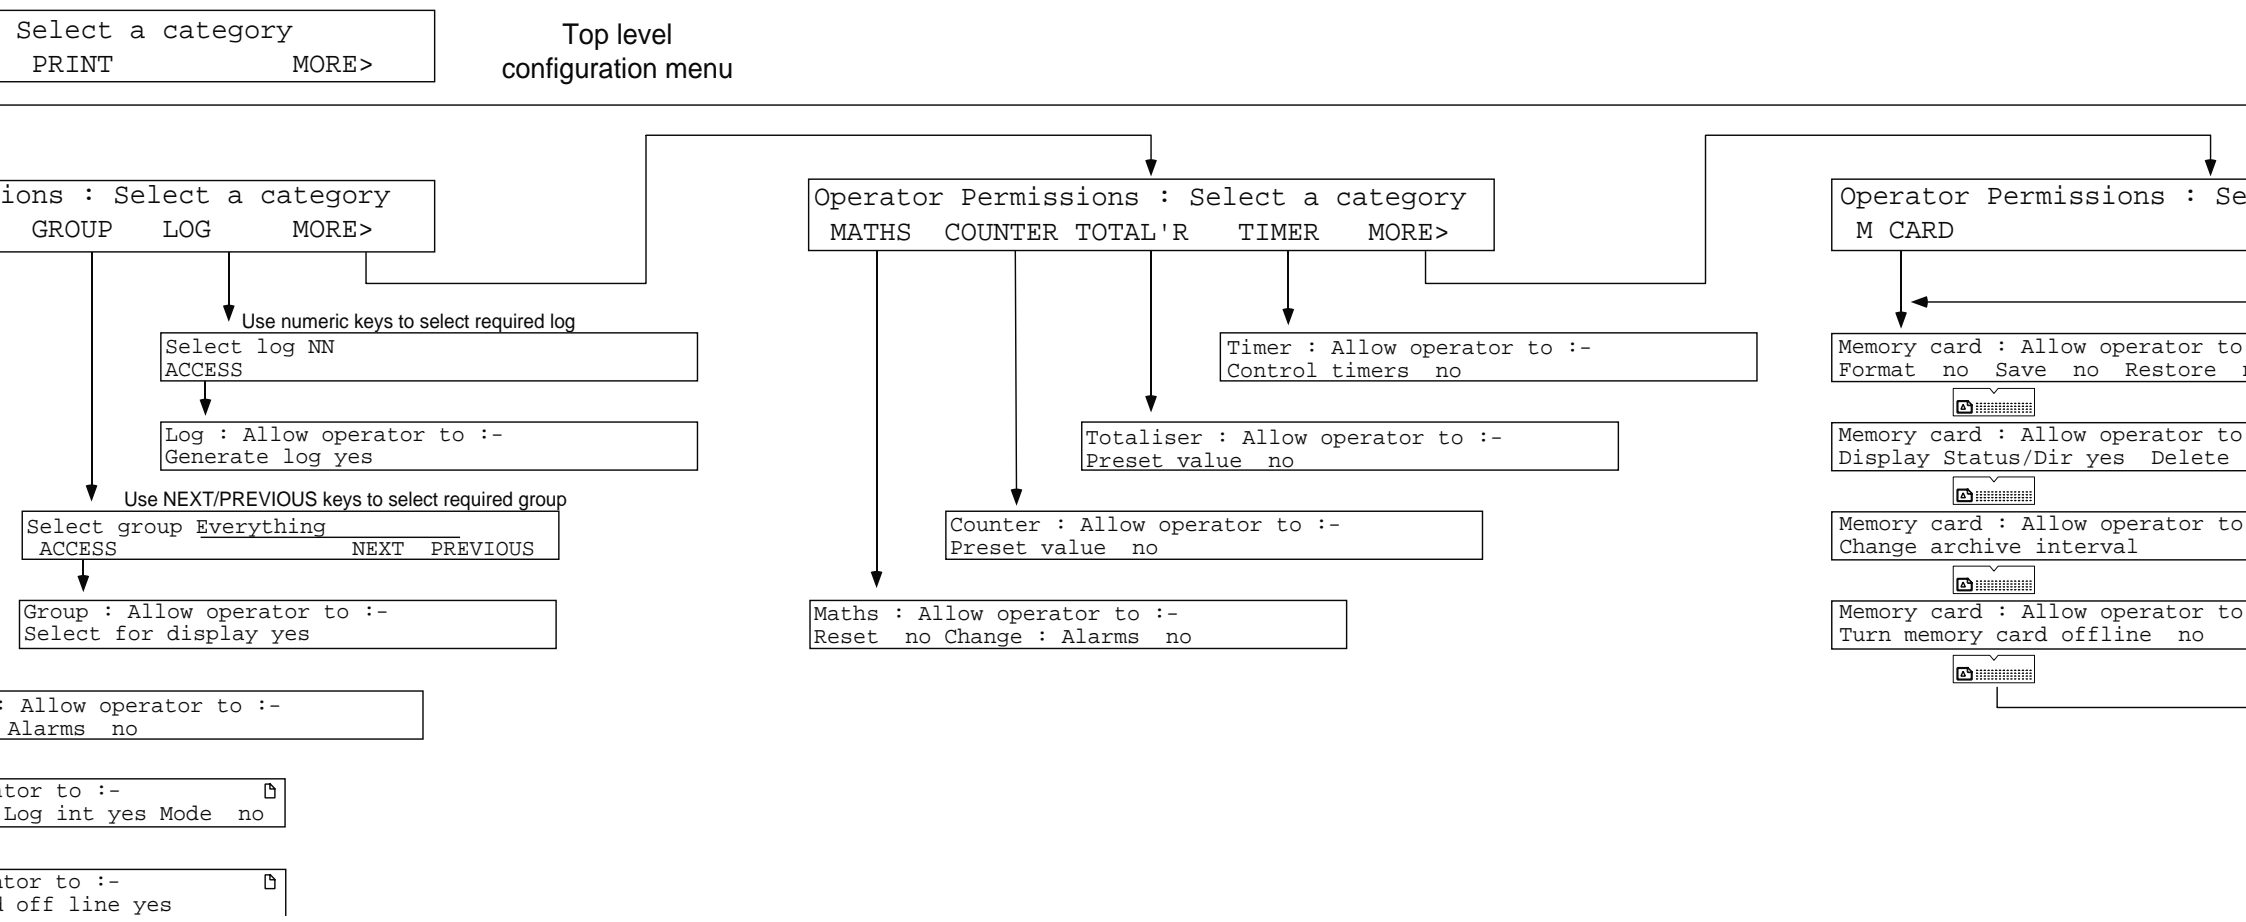 Select a category
PRINT MORE>
Top level
configuration menu
: Select a category
GROUP LOG MORE>
Operator Permissions : Select a category
MATHS COUNTER TOTAL'R TIMER MORE>
Operator Permissions :
M CARD
Use numeric keys to select required log
Select log NN
ACCESS
Log : Allow operator to :-
Generate log yes
Use NEXT/PREVIOUS keys to select required group
Select group Everything
ACCESS NEXT PREVIOUS
Group : Allow operator to :-
Select for display yes
: Allow operator to :-
Alarms no
to :-
Log int yes Mode no
to :-
off line yes
Timer : Allow operator to :-
Control timers no
Totaliser : Allow operator to :-
Preset value no
Counter : Allow operator to :-
Preset value no
Maths : Allow operator to :-
Reset no Change : Alarms no
Memory card : Allow operator to
Format no Save no Restore
Memory card : Allow operator to
Display Status/Dir yes Delete
Memory card : Allow operator to
Change archive interval
Memory card : Allow operator to
Turn memory card offline no